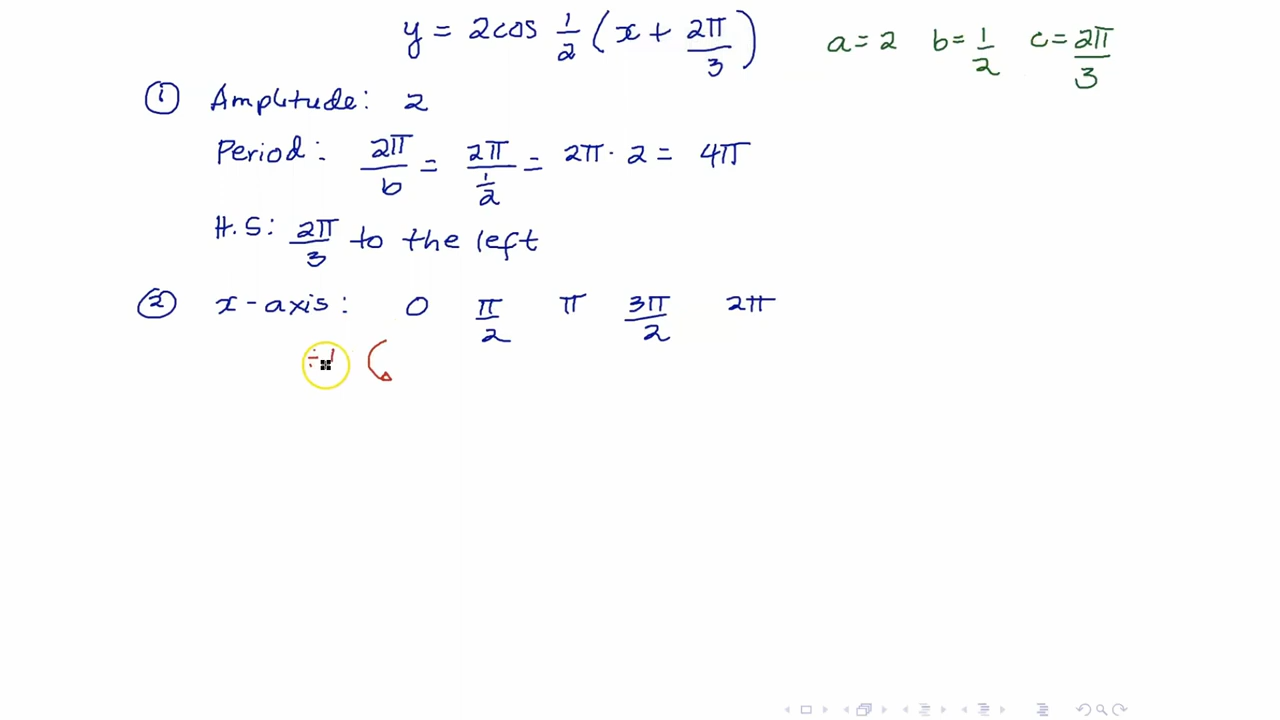 y = 2cos 1/2 (x + 2π/3) a = 2 b = 1/2 c = 2π/3
① Amplitude: 2
Period: 2π/b = 2π/(1/2) = 2π · 2 = 4π
H.S: 2π/3 to the left
② x-axis: 0 π/2 π 3π/2 2π